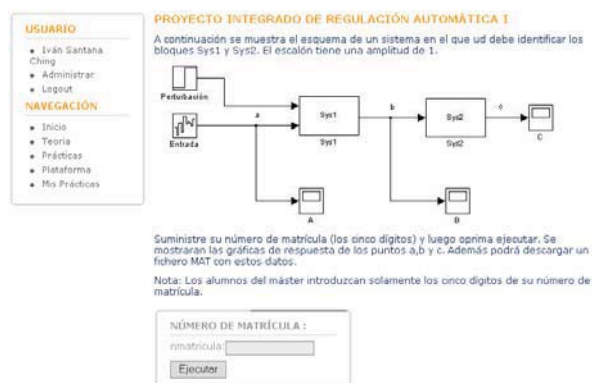 USUARIO
Iván Santana
Ching
Administrar
Logout
NAVEGACIÓN
Inicio
Teoría
Prácticas
Plataforma
Mis Prácticas
PROYECTO INTEGRADO DE REGULACIÓN AUTOMÁTICA I
A continuación se muestra el esquema de un sistema en el que ud debe identificar los
bloques Sys1 y Sys2. El escalón tiene una amplitud de 1.
Perturbación
Entrada
a
Sys1
Sys1
b
Sys2
Sys2
c
C
A
B
Suministre su número de matrícula (los cinco dígitos) y luego oprima ejecutar. Se
mostraran las gráficas de respuesta de los puntos a,b y c. Además podrá descargar un
fichero MAT con estos datos.
Nota: Los alumnos del máster introduzcan solamente los cinco dígitos de su número de
matrícula.
NÚMERO DE MATRÍCULA :
nmatricula:
Ejecutar